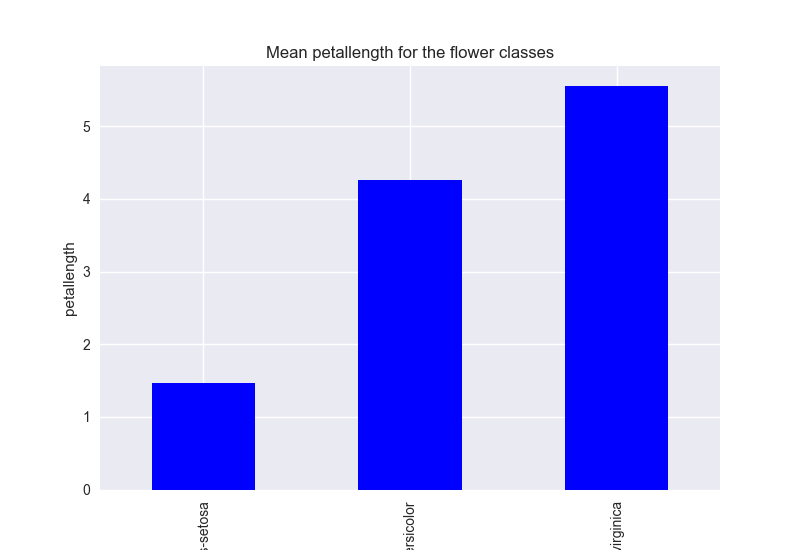 Mean petallength for the flower classes
petallength
5
4
3
2
1
0
s-setosa
ersicolor
virginica